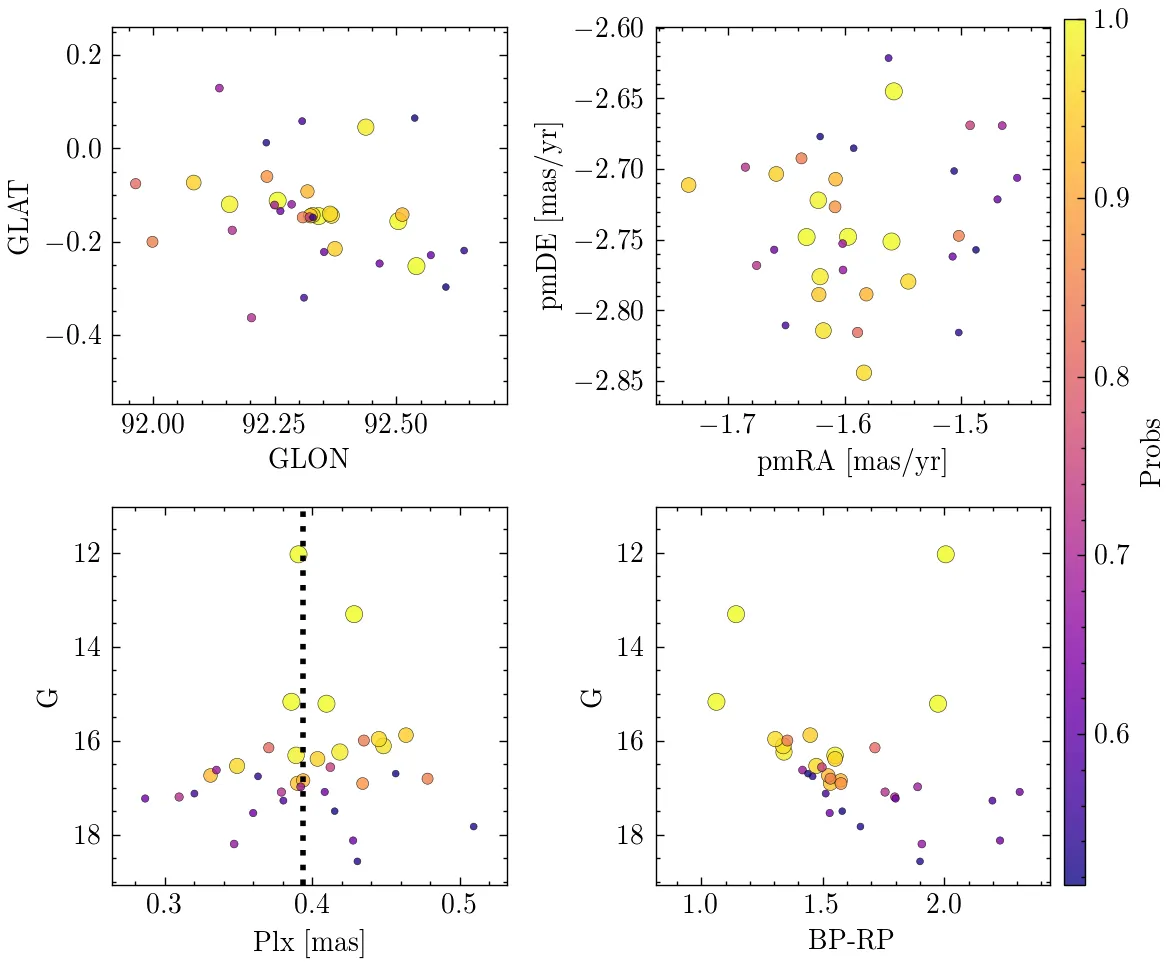 0.2
0.0
−0.2
−0.4
GLAT
92.00 92.25 92.50
GLON
−2.60
−2.65
−2.70
−2.75
−2.80
−2.85
pmDE [mas/yr]
−1.7 −1.6 −1.5
pmRA [mas/yr]
12
14
16
18
G
0.3 0.4 0.5
Plx [mas]
12
14
16
18
G
1.0 1.5 2.0
BP-RP
1.0
0.9
0.8
0.7
0.6
Probs